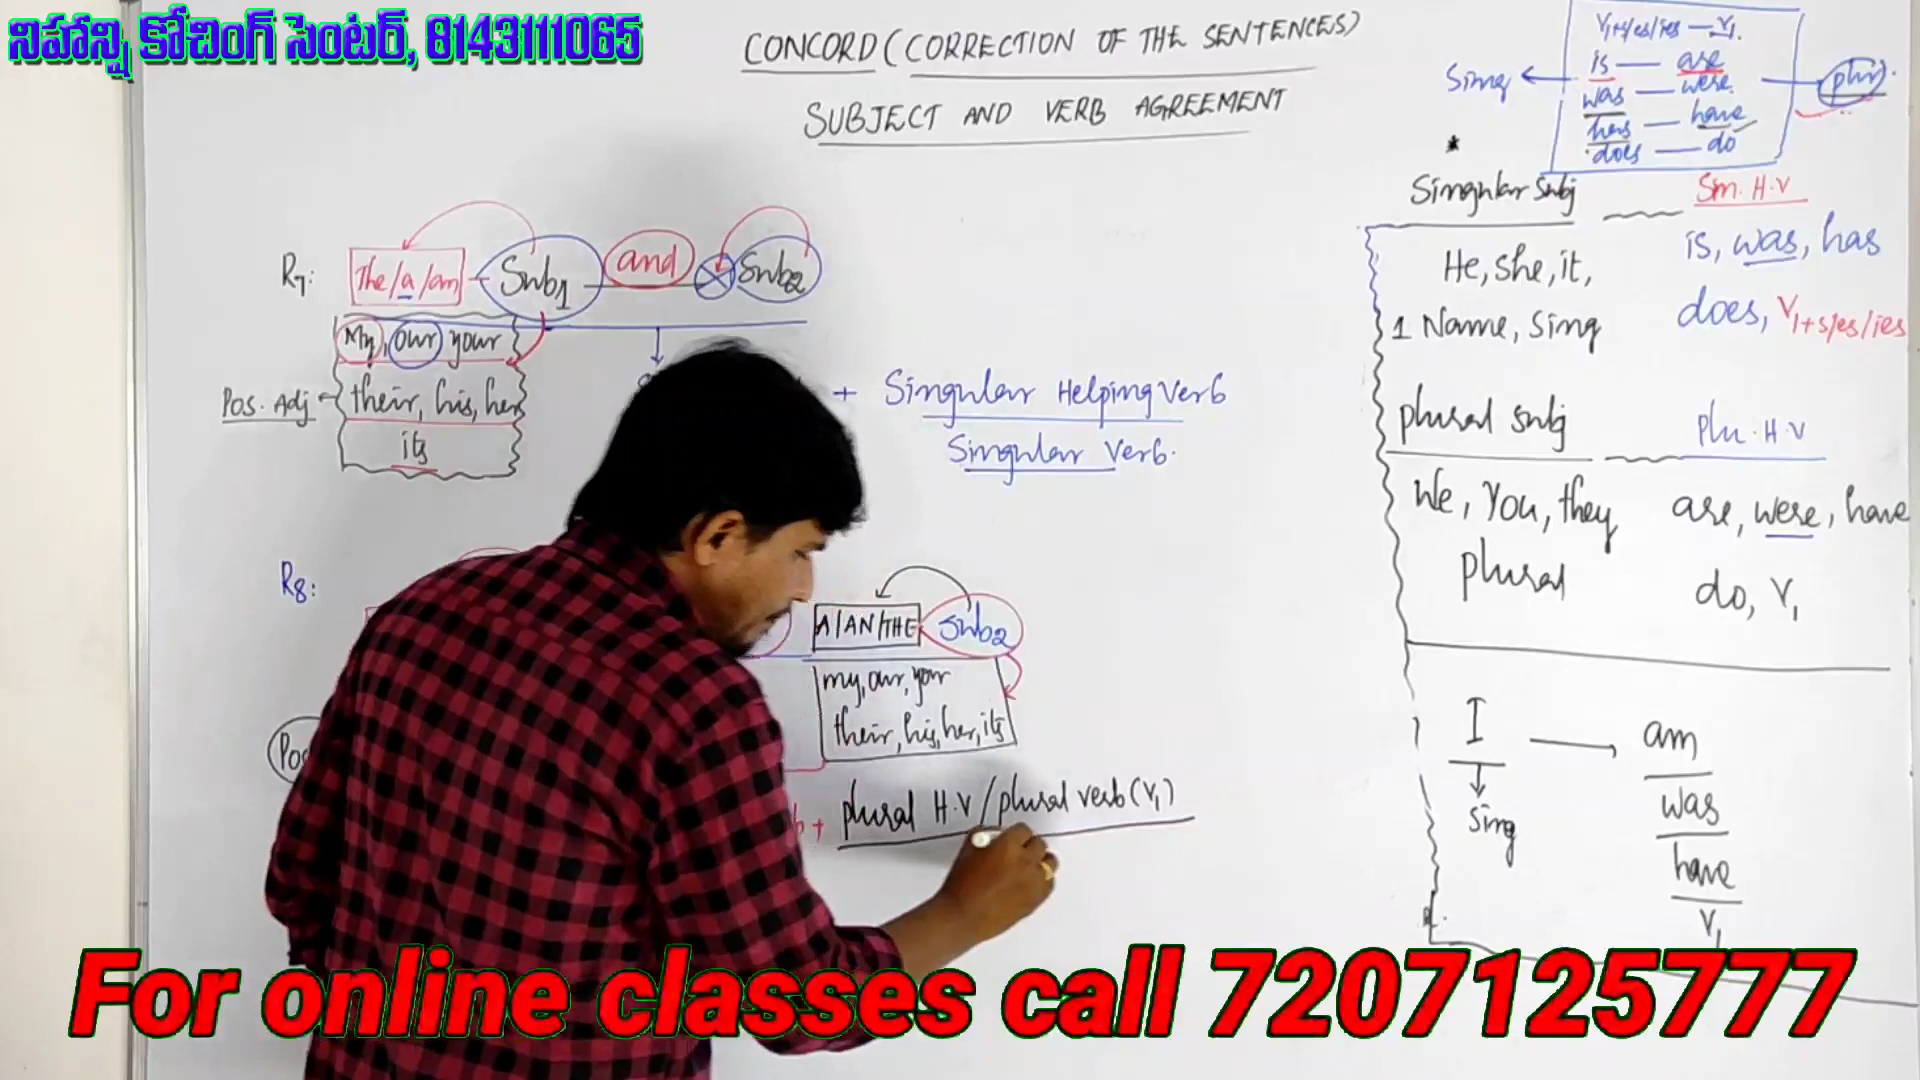 నిహాన్షి కోచింగ్ సెంటర్, 8143111065
CONCORD (CORRECTION OF THE SENTENCES)
SUBJECT AND VERB AGREEMENT
V1+s/es/ies — V1.
is — are
Sing
was — were
plu).
has — have
does — do
Singular Subj
Sin. H.V
He, she, it,
is, was, has
1 Name, Sing
does, V1+s/es/ies
plural Subj
Plu. H.V
We, You, they
are, were, have
plural
do, V1
I
am
Sing
was
have
V1
R7: The/a/an Sub1 and Sub2
My, our your
Pos. Adj their, his, her
its
+ Singular Helping Verb
Singular Verb.
R8:
A/AN/THE Sub2
my, our, your
their, his, her, its
+ plural H.V / plural verb (V1)
For online classes call 7207125777